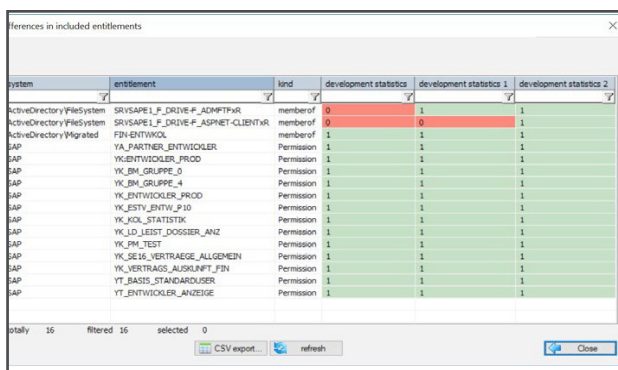 fferences in included entitlements
system entitlement kind development statistics development statistics 1 development statistics 2
ActiveDirectory\FileSystem SRVSAPE1_F_DRIVE-F_ADMFTFxR memberof 0 1 1
ActiveDirectory\FileSystem SRVSAPE1_F_DRIVE-F_ASPNET-CLIENTxR memberof 0 0 1
ActiveDirectory\Migrated FIN-ENTWKOL memberof 1 1 1
SAP YA_PARTNER_ENTWICKLER Permission 1 1 1
SAP YK:ENTWICKLER_PROD Permission 1 1 1
SAP YK_BM_GRUPPE_0 Permission 1 1 1
SAP YK_BM_GRUPPE_4 Permission 1 1 1
SAP YK_ENTWICKLER_PROD Permission 1 1 1
SAP YK_ESTV_ENTW_P10 Permission 1 1 1
SAP YK_KOL_STATISTIK Permission 1 1 1
SAP YK_LD_LEIST_DOSSIER_ANZ Permission 1 1 1
SAP YK_PM_TEST Permission 1 1 1
SAP YK_SE16_VERTRAEGE_ALLGEMEIN Permission 1 1 1
SAP YK_VERTRAGS_AUSKUNFT_FIN Permission 1 1 1
SAP YT_BASIS_STANDARDUSER Permission 1 1 1
SAP YT_ENTWICKLER_ANZEIGE Permission 1 1 1
otally 16 filtered 16 selected 0
CSV export... refresh Close